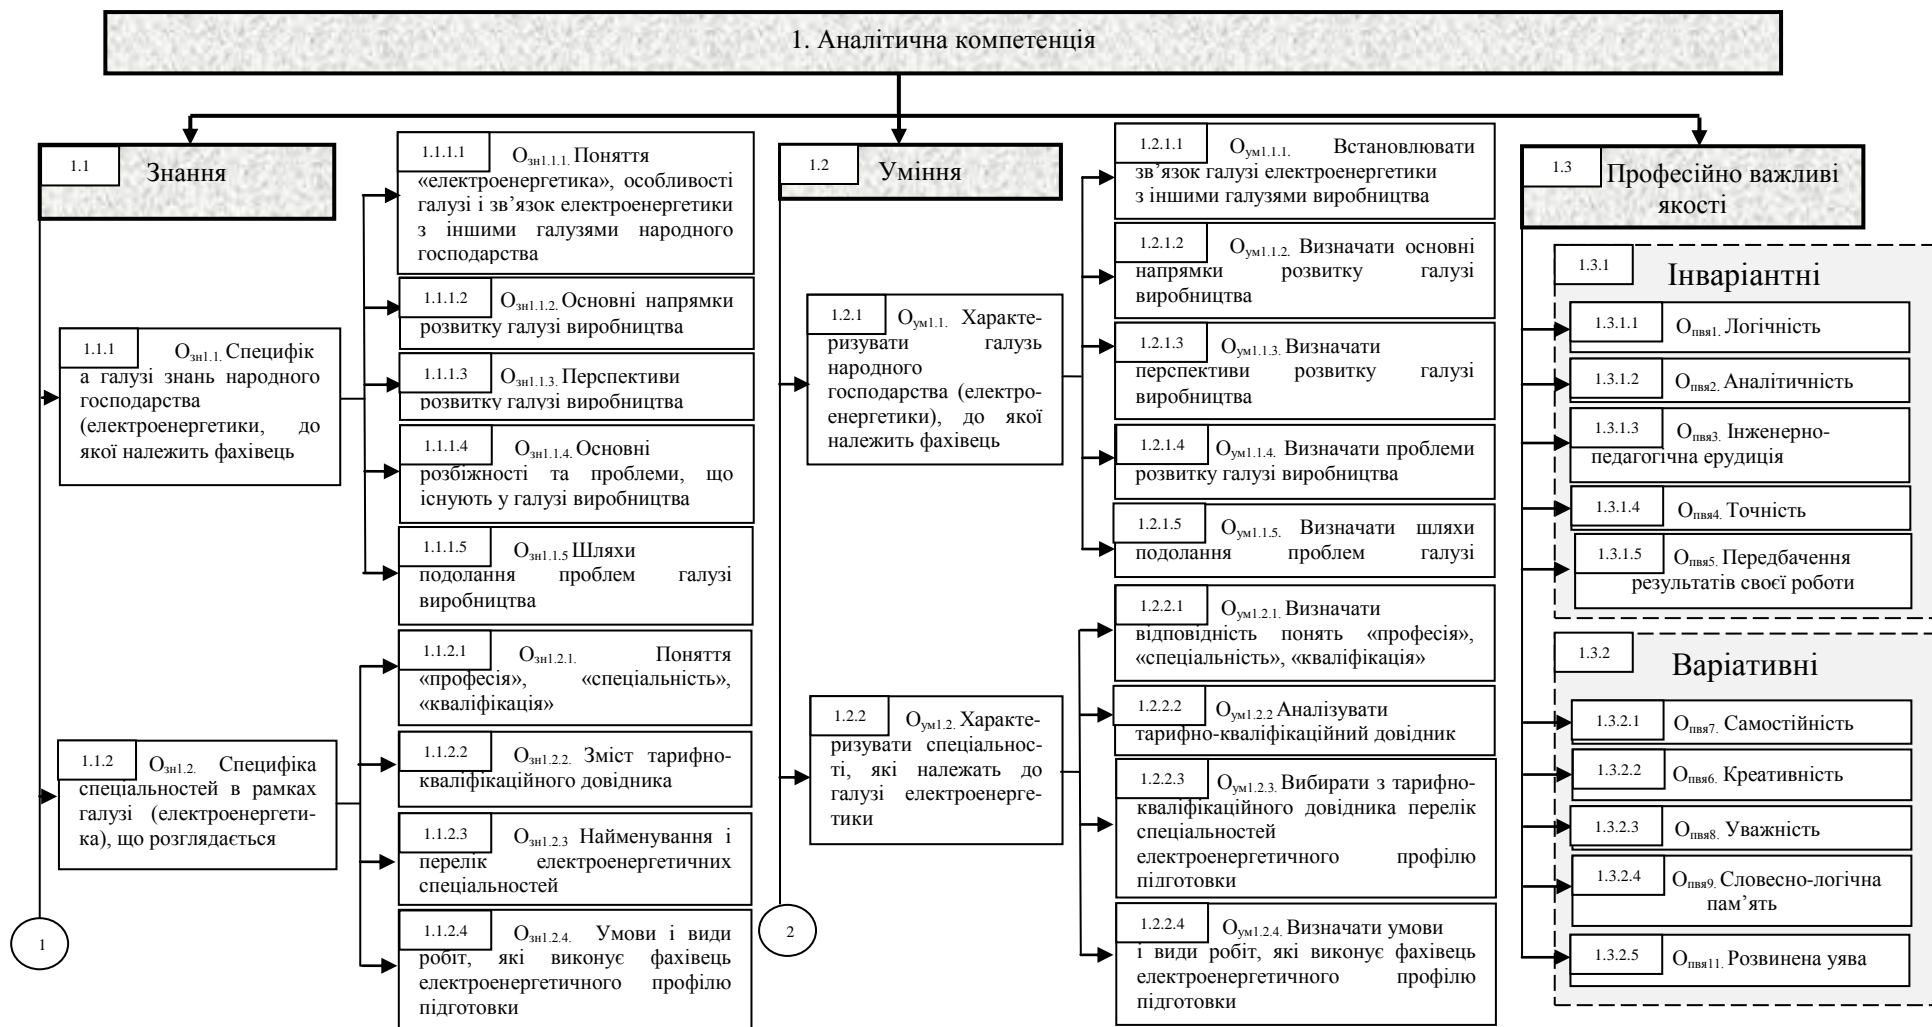 1. Аналітична компетенція
1.1
Знання
1.1.1
Озн1.1. Специфік
а галузі знань народного
господарства
(електроенергетики, до
якої належить фахівець
1.1.1.1
Озн1.1.1. Поняття
«електроенергетика», особливості
галузі і зв’язок електроенергетики
з іншими галузями народного
господарства
1.1.1.2
Озн1.1.2. Основні напрямки
розвитку галузі виробництва
1.1.1.3
Озн1.1.3. Перспективи
розвитку галузі виробництва
1.1.1.4
Озн1.1.4. Основні
розбіжності та проблеми, що
існують у галузі виробництва
1.1.1.5
Озн1.1.5 Шляхи
подолання проблем галузі
виробництва
1.1.2
Озн1.2. Специфіка
спеціальностей в рамках
галузі (електроенергети-
ка), що розглядається
1.1.2.1
Озн1.2.1. Поняття
«професія», «спеціальність»,
«кваліфікація»
1.1.2.2
Озн1.2.2. Зміст тарифно-
кваліфікаційного довідника
1.1.2.3
Озн1.2.3 Найменування і
перелік електроенергетичних
спеціальностей
1.1.2.4
Озн1.2.4. Умови і види
робіт, які виконує фахівець
електроенергетичного профілю
підготовки
1
1.2
Уміння
1.2.1
Оум1.1. Характе-
ризувати галузь
народного
господарства (електро-
енергетики), до якої
належить фахівець
1.2.1.1
Оум1.1.1. Встановлювати
зв’язок галузі електроенергетики
з іншими галузями виробництва
1.2.1.2
Оум1.1.2. Визначати основні
напрямки розвитку галузі
виробництва
1.2.1.3
Оум1.1.3. Визначати
перспективи розвитку галузі
виробництва
1.2.1.4
Оум1.1.4. Визначати проблеми
розвитку галузі виробництва
1.2.1.5
Оум1.1.5. Визначати шляхи
подолання проблем галузі
1.2.2
Оум1.2. Характе-
ризувати спеціальнос-
ті, які належать до
галузі електроенерге-
тики
1.2.2.1
Оум1.2.1. Визначати
відповідність понять «професія»,
«спеціальність», «кваліфікація»
1.2.2.2
Оум1.2.2 Аналізувати
тарифно-кваліфікаційний довідник
1.2.2.3
Оум1.2.3. Вибирати з тарифно-
кваліфікаційного довідника перелік
спеціальностей
електроенергетичного профілю
підготовки
1.2.2.4
Оум1.2.4. Визначати умови
і види робіт, які виконує фахівець
електроенергетичного профілю
підготовки
2
1.3
Професійно важливі
якості
1.3.1
Інваріантні
1.3.1.1
Опвя1. Логічність
1.3.1.2
Опвя2. Аналітичність
1.3.1.3
Опвя3. Інженерно-
педагогічна ерудиція
1.3.1.4
Опвя4. Точність
1.3.1.5
Опвя5. Передбачення
результатів своєї роботи
1.3.2
Варіативні
1.3.2.1
Опвя7. Самостійність
1.3.2.2
Опвя6. Креативність
1.3.2.3
Опвя8. Уважність
1.3.2.4
Опвя9. Словесно-логічна
пам’ять
1.3.2.5
Опвя11. Розвинена уява